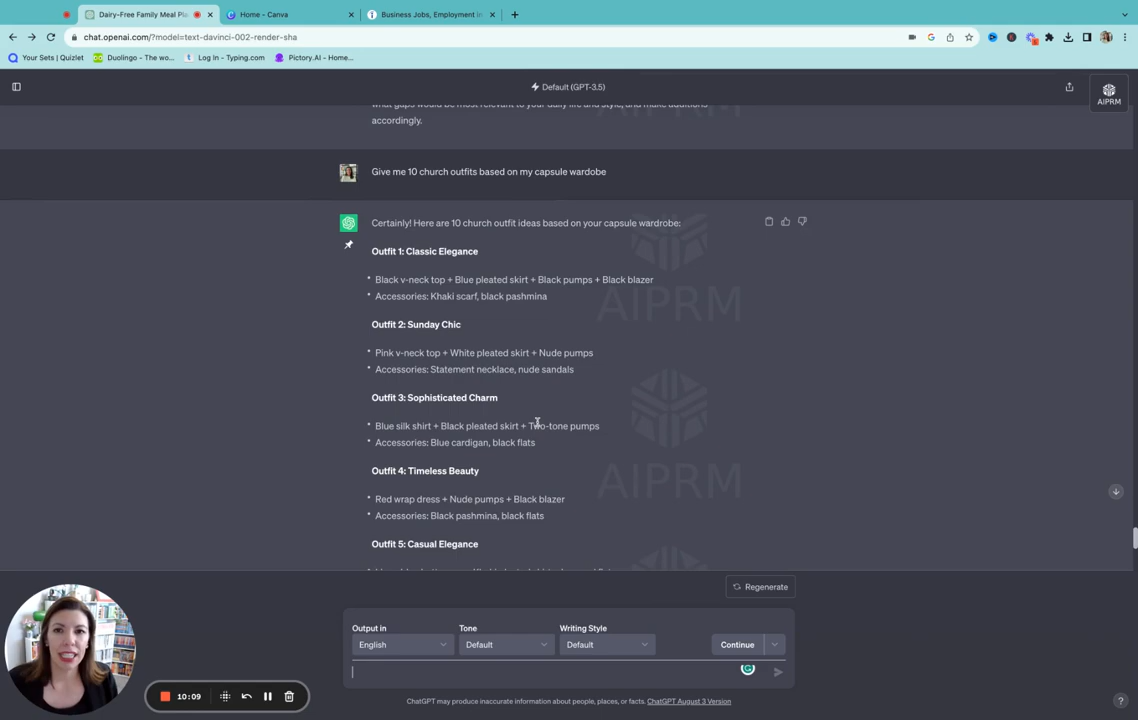 Dairy-Free Family Meal Pla
Home - Canva
Business Jobs, Employment in
chat.openai.com/?model=text-davinci-002-render-sha
Your Sets | Quizlet
Duolingo - The wo...
Log In - Typing.com
Pictory.AI - Home...
Default (GPT-3.5)
AIPRM
what gaps would be most relevant to your daily life and style, and make additions
accordingly.
Give me 10 church outfits based on my capsule wardobe
Certainly! Here are 10 church outfit ideas based on your capsule wardrobe:
Outfit 1: Classic Elegance
Black v-neck top + Blue pleated skirt + Black pumps + Black blazer
Accessories: Khaki scarf, black pashmina
AIPRM
Outfit 2: Sunday Chic
Pink v-neck top + White pleated skirt + Nude pumps
Accessories: Statement necklace, nude sandals
Outfit 3: Sophisticated Charm
Blue silk shirt + Black pleated skirt + Two-tone pumps
Accessories: Blue cardigan, black flats
Outfit 4: Timeless Beauty
AIPRM
Red wrap dress + Nude pumps + Black blazer
Accessories: Black pashmina, black flats
Outfit 5: Casual Elegance
Regenerate
Output in
Tone
Writing Style
English
Default
Default
Continue
10:09
ChatGPT may produce inaccurate information about people, places, or facts. ChatGPT August 3 Version
?